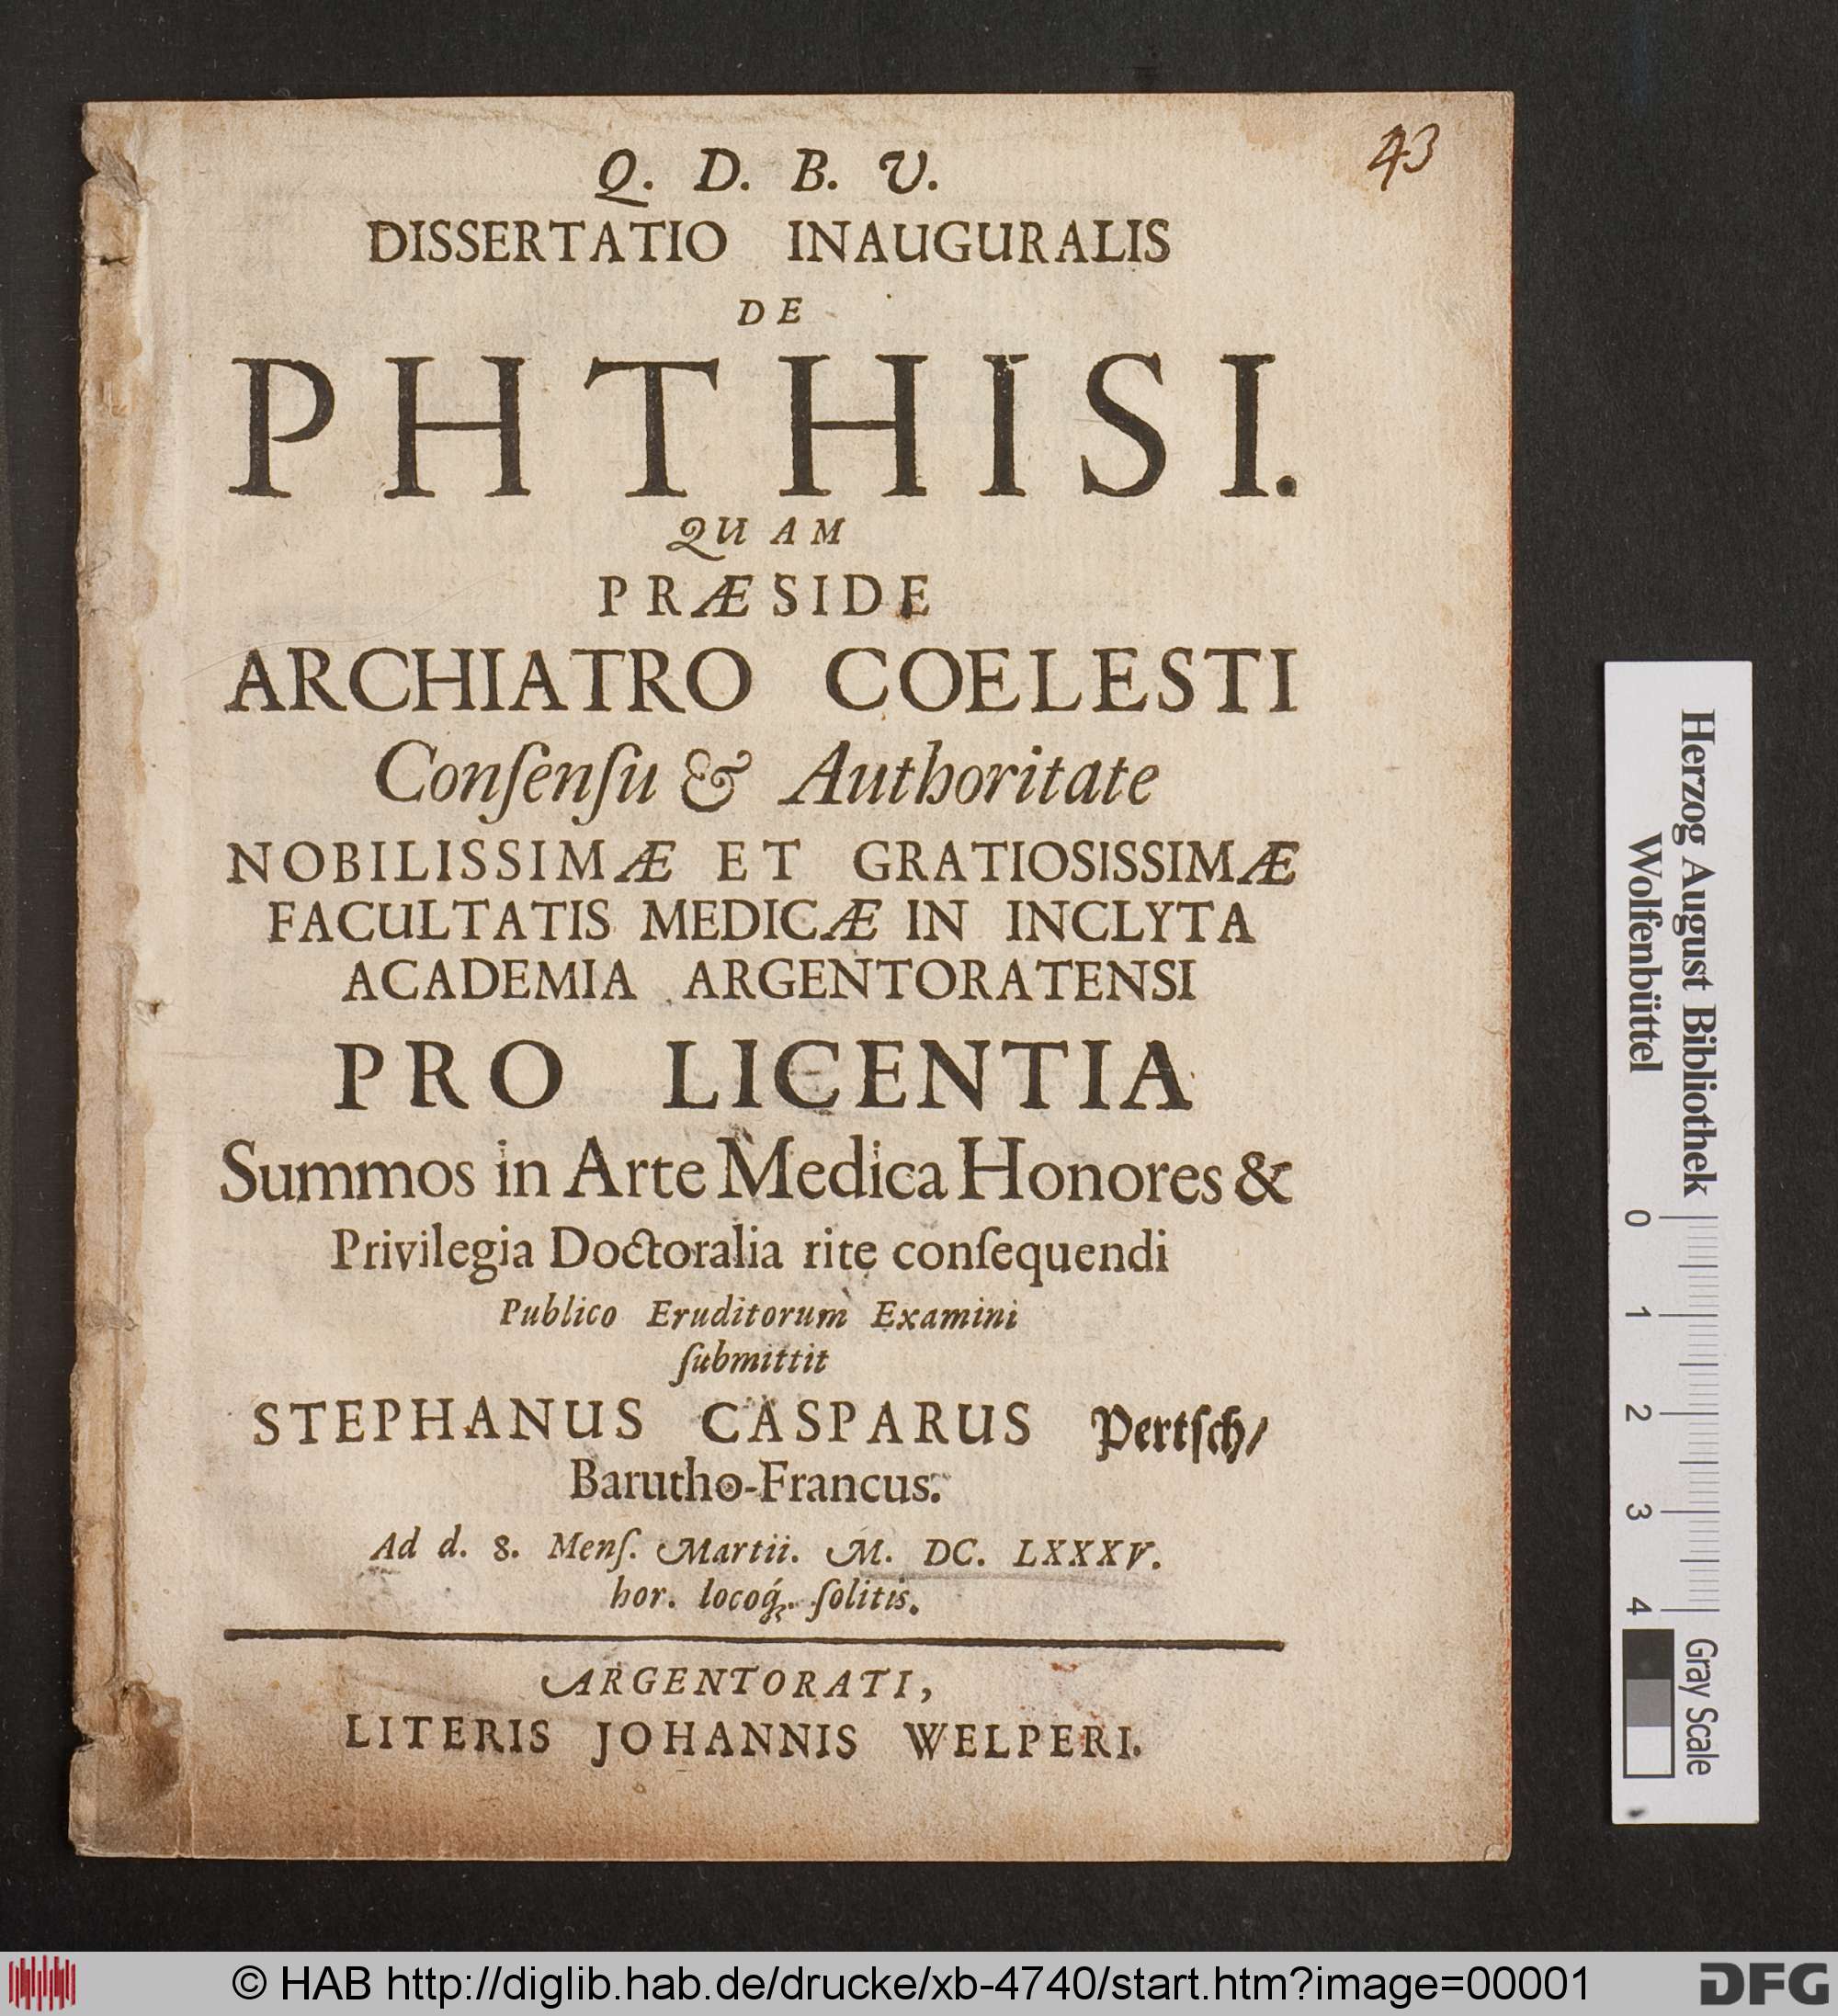 43
Q. D. B. V.
DISSERTATIO INAUGURALIS
DE
PHTHISI.
QUAM
PRÆSIDE
ARCHIATRO COELESTI
Conſenſu & Authoritate
NOBILISSIMÆ ET GRATIOSISSIMÆ
FACULTATIS MEDICÆ IN INCLYTA
ACADEMIA ARGENTORATENSI
PRO LICENTIA
Summos in Arte Medica Honores &
Privilegia Doctoralia rite conſequendi
Publico Eruditorum Examini
ſubmittit
STEPHANUS CASPARUS Pertſch/
Barutho-Francus.
Ad d. 8. Menſ. Martii. M. DC. LXXXV.
hor. locoq́; ſolitis.
ARGENTORATI,
LITERIS JOHANNIS WELPERI.
Herzog August Bibliothek
Wolfenbüttel
0 1 2 3 4
Gray Scale
© HAB http://diglib.hab.de/drucke/xb-4740/start.htm?image=00001
DFG